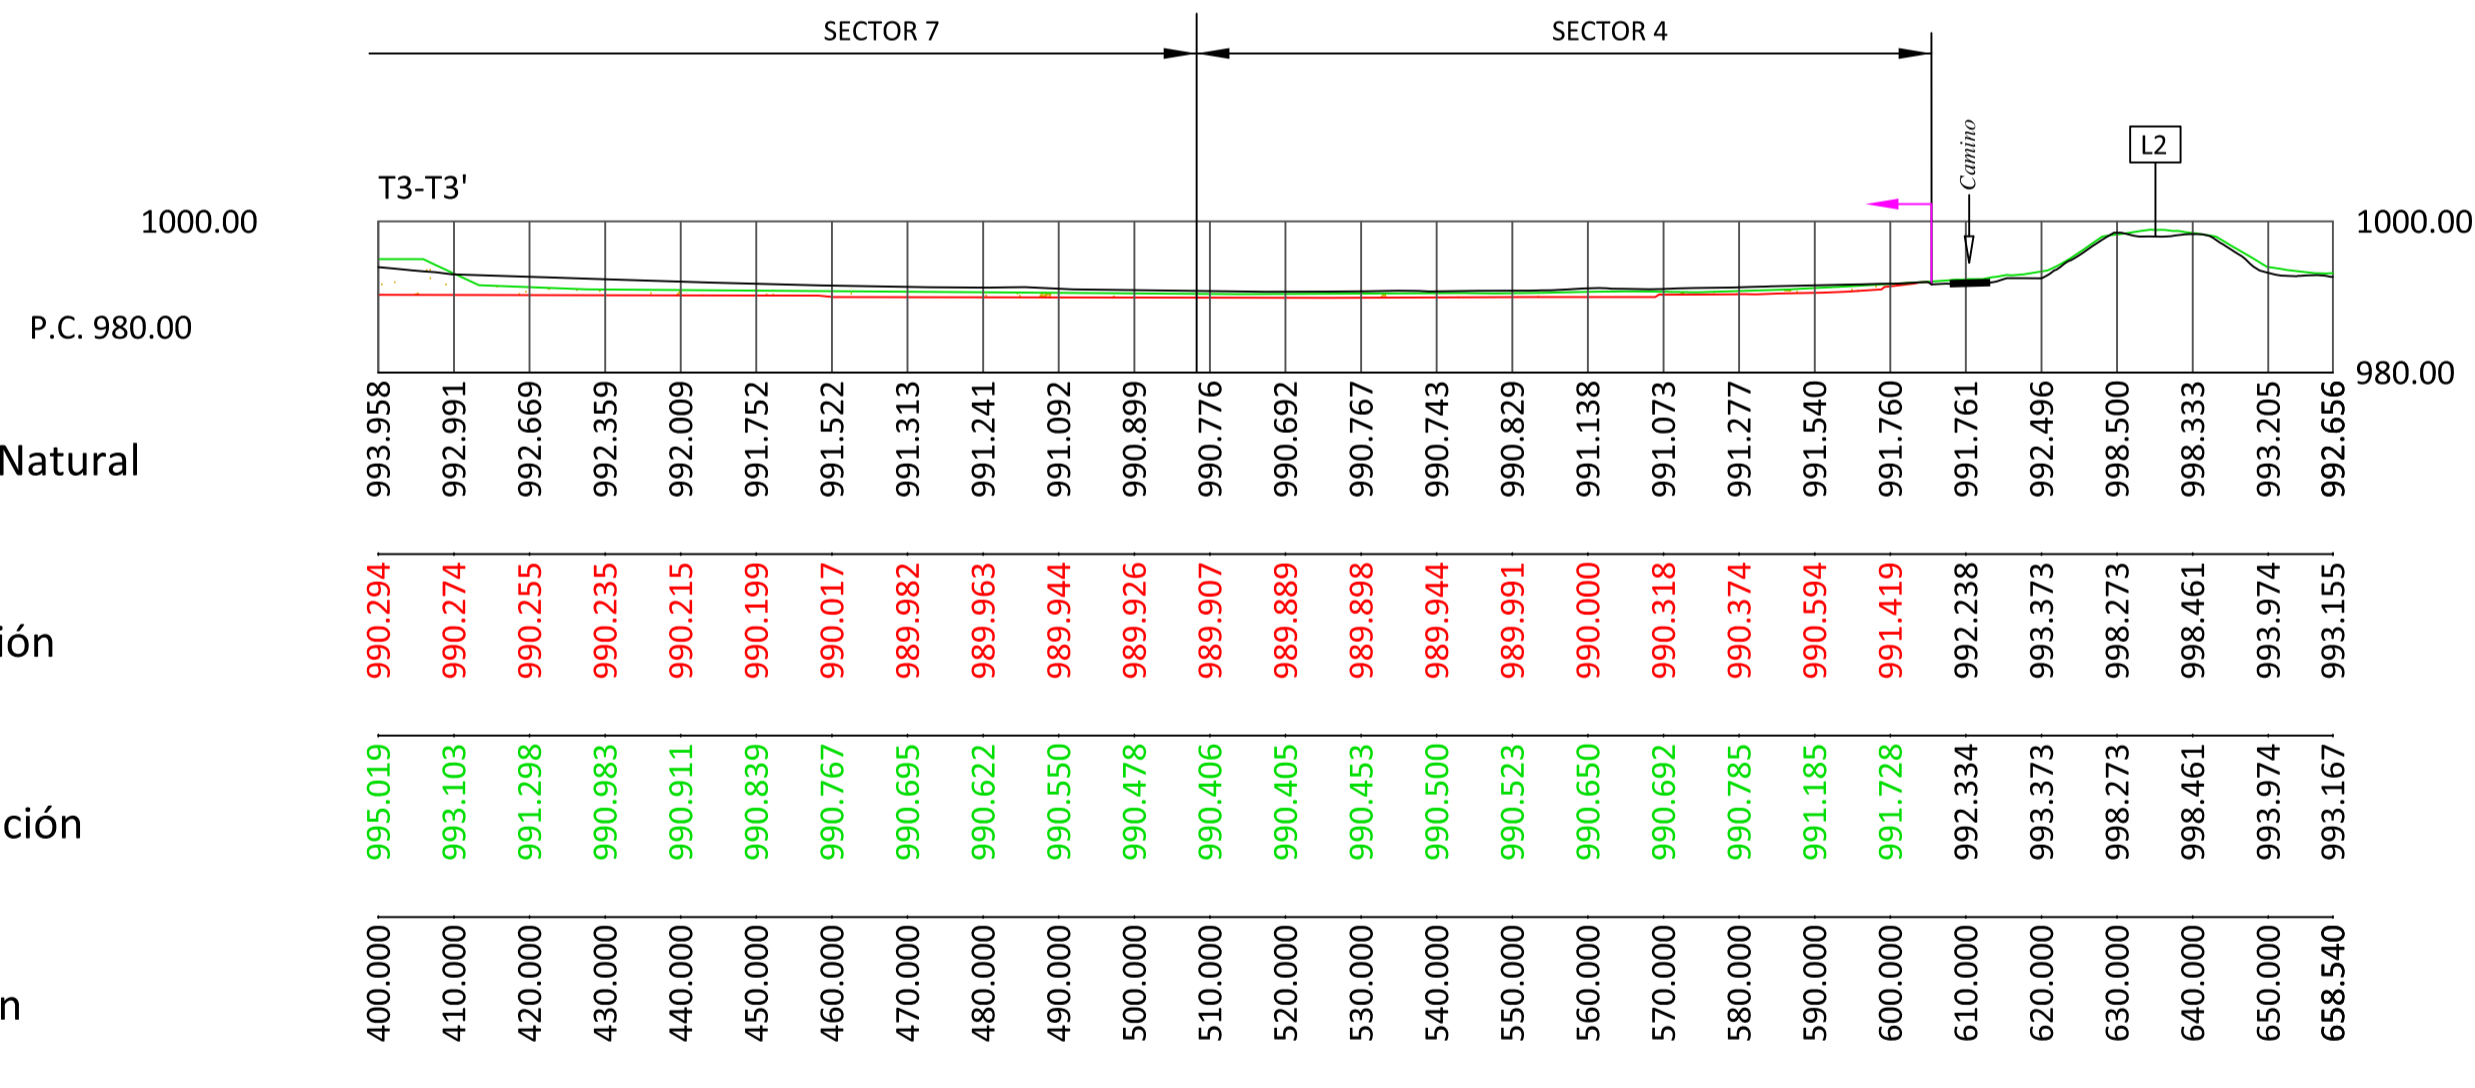 SECTOR 7 SECTOR 4
Camino
L2
T3-T3'
1000.00 1000.00
P.C. 980.00
980.00
Natural 993.958 992.991 992.669 992.359 992.009 991.752 991.522 991.313 991.241 991.092 990.899 990.776 990.692 990.767 990.743 990.829 991.138 991.073 991.277 991.540 991.760 991.761 992.496 998.500 998.333 993.205 992.656
ión 990.294 990.274 990.255 990.235 990.215 990.199 990.017 989.982 989.963 989.944 989.926 989.907 989.889 989.898 989.944 989.991 990.000 990.318 990.374 990.594 991.419 992.238 993.373 998.273 998.461 993.974 993.155
ción 995.019 993.103 991.298 990.983 990.911 990.839 990.767 990.695 990.622 990.550 990.478 990.406 990.405 990.453 990.500 990.523 990.650 990.692 990.785 991.185 991.728 992.334 993.373 998.273 998.461 993.974 993.167
n 400.000 410.000 420.000 430.000 440.000 450.000 460.000 470.000 480.000 490.000 500.000 510.000 520.000 530.000 540.000 550.000 560.000 570.000 580.000 590.000 600.000 610.000 620.000 630.000 640.000 650.000 658.540